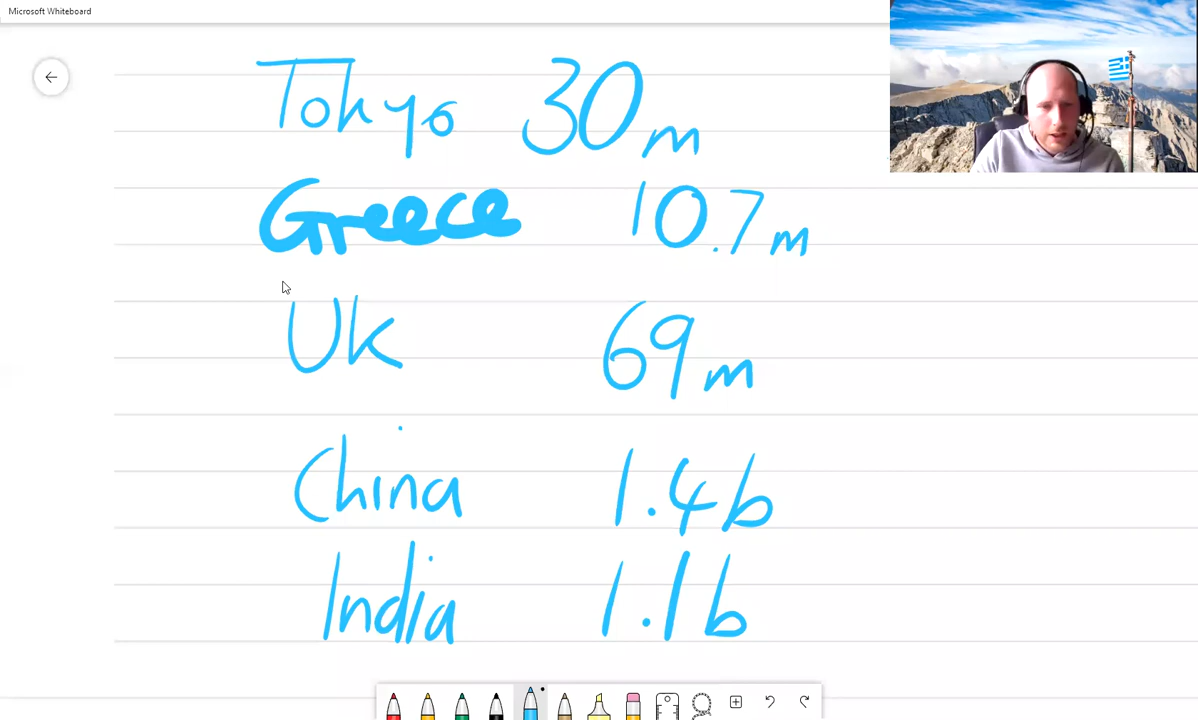 Microsoft Whiteboard
Tokyo 30m
Greece 10.7m
Uk 69m
China 1.4b
India 1.1b